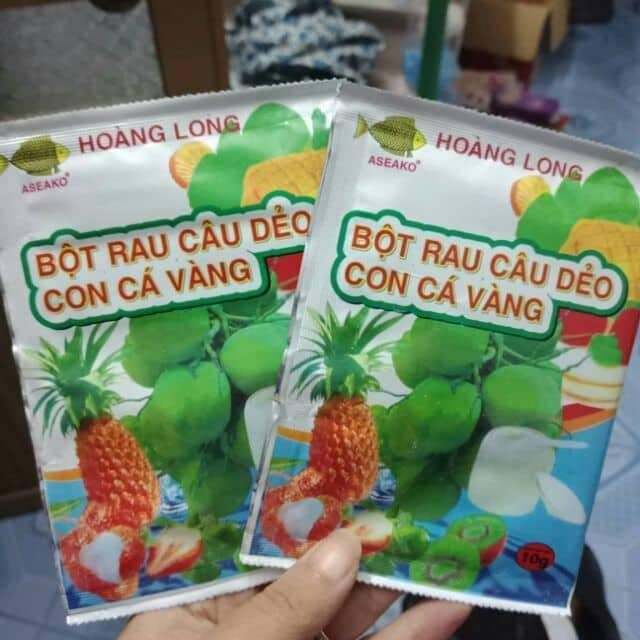 HOÀNG LONG
ASEAKO®
BỘT RAU CÂU DẺO
CON CÁ VÀNG
HOÀNG LONG
ASEAKO®
BỘT RAU CÂU DẺO
CON CÁ VÀNG
10g